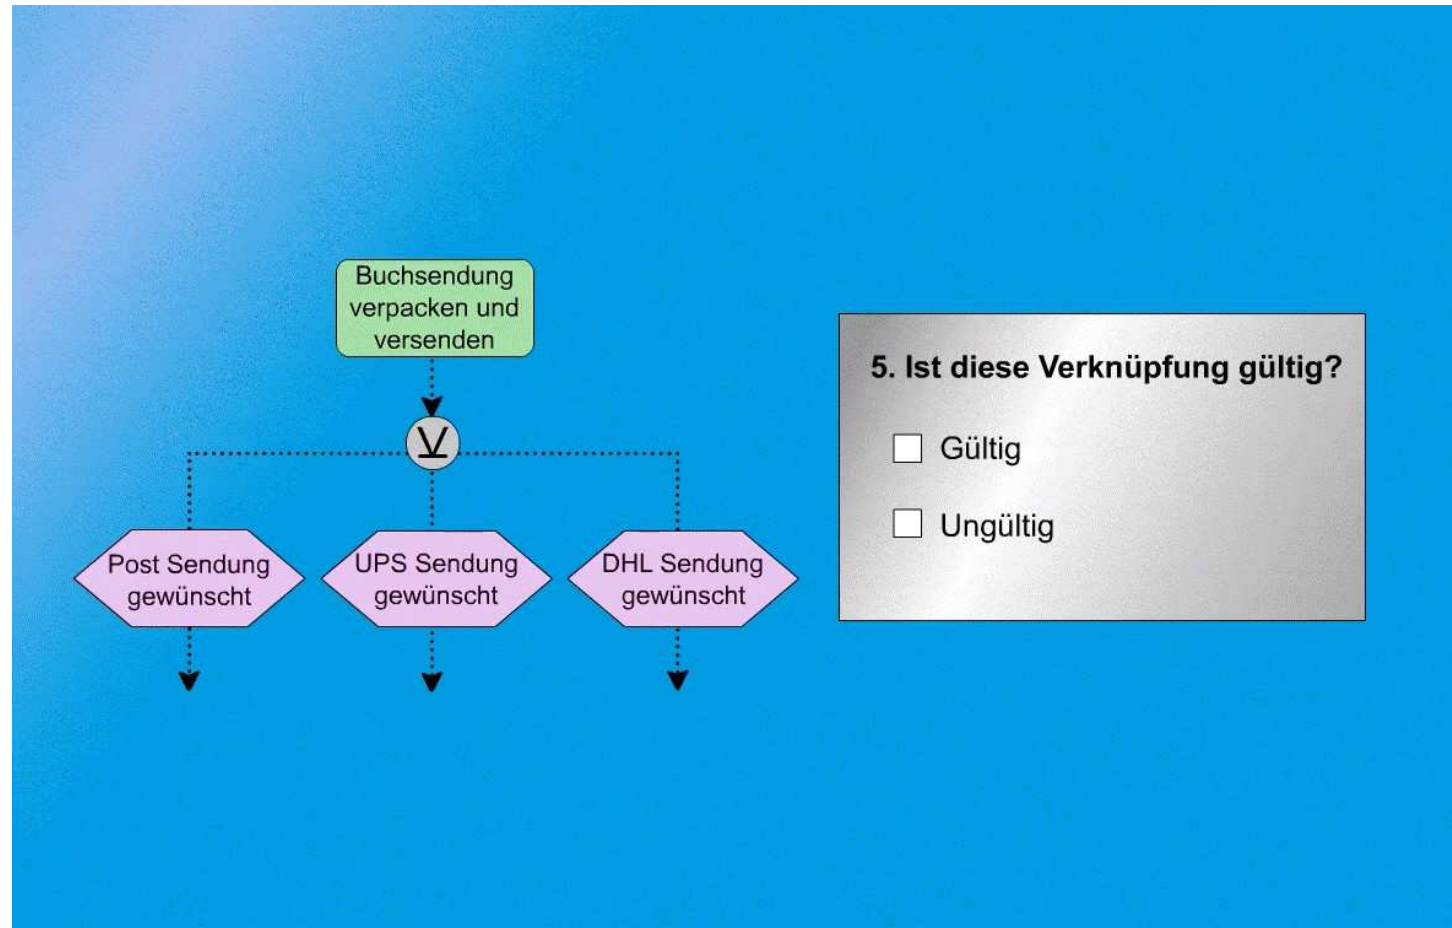 Buchsendung
verpacken und
versenden
V
Post Sendung
gewünscht
UPS Sendung
gewünscht
DHL Sendung
gewünscht
5. Ist diese Verknüpfung gültig?
Gültig
Ungültig